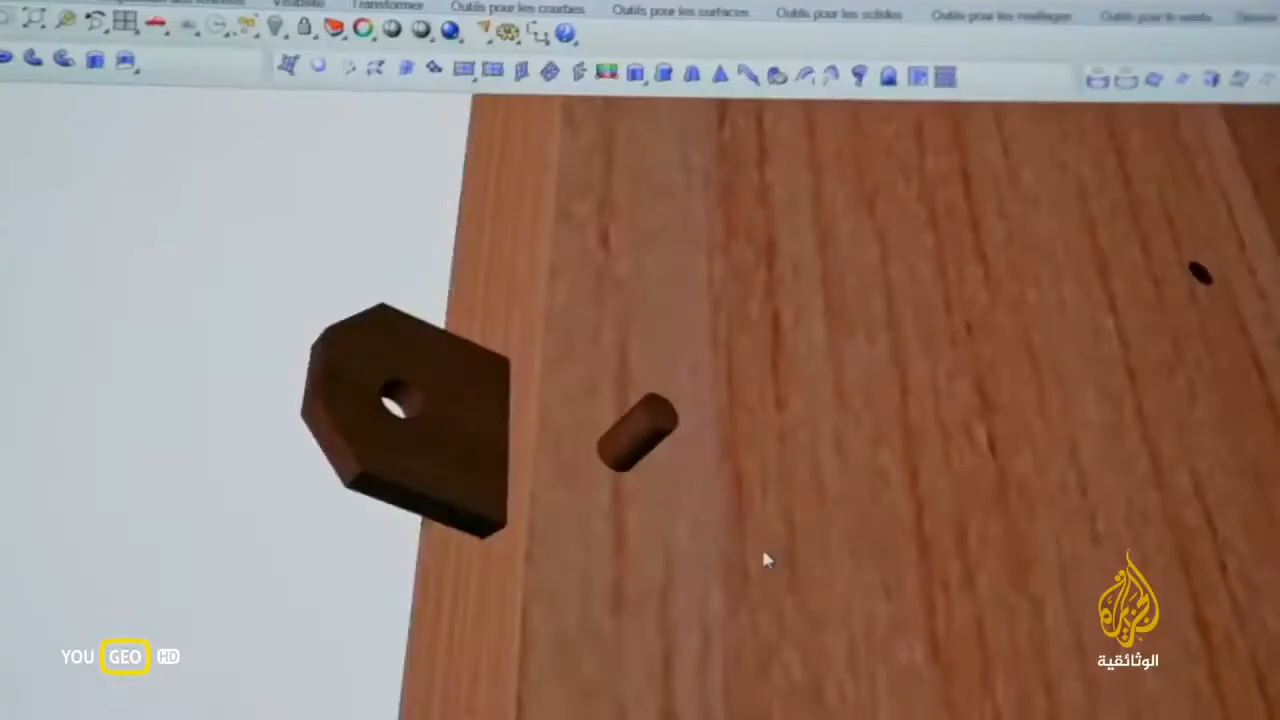 Transformer
Outils pour les courbes
Outils pour les surfaces
Outils pour les solides
Outils pour les maillages
YOU GEO HD
الجزيرة
الوثائقية